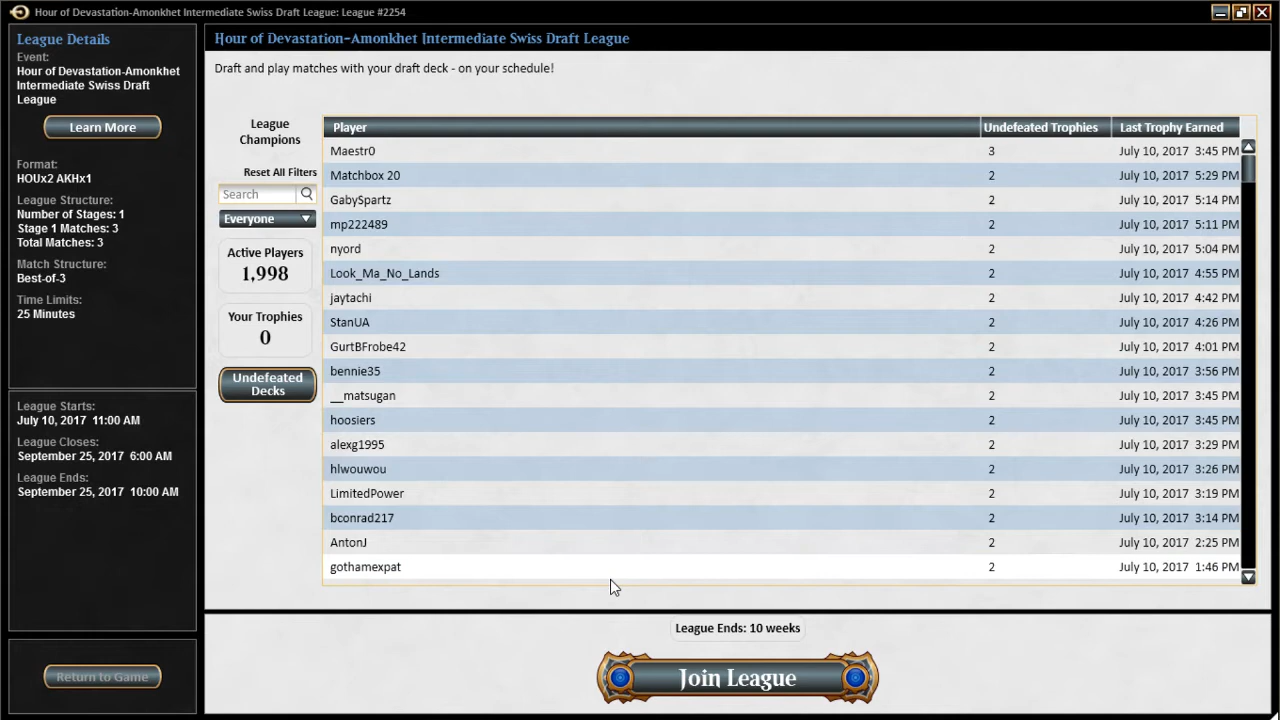 Hour of Devastation-Amonkhet Intermediate Swiss Draft League: League #2254
League Details
Event:
Hour of Devastation-Amonkhet
Intermediate Swiss Draft
League
Learn More
Format:
HOUx2 AKHx1
League Structure:
Number of Stages: 1
Stage 1 Matches: 3
Total Matches: 3
Match Structure:
Best-of-3
Time Limits:
25 Minutes
League Starts:
July 10, 2017 11:00 AM
League Closes:
September 25, 2017 6:00 AM
League Ends:
September 25, 2017 10:00 AM
Return to Game
Hour of Devastation-Amonkhet Intermediate Swiss Draft League
Draft and play matches with your draft deck - on your schedule!
League
Champions
Reset All Filters
Search
Everyone
Active Players
1,998
Your Trophies
0
Undefeated
Decks
Player Undefeated Trophies Last Trophy Earned
Maestr0 3 July 10, 2017 3:45 PM
Matchbox 20 2 July 10, 2017 5:29 PM
GabySpartz 2 July 10, 2017 5:14 PM
mp222489 2 July 10, 2017 5:11 PM
nyord 2 July 10, 2017 5:04 PM
Look_Ma_No_Lands 2 July 10, 2017 4:55 PM
jaytachi 2 July 10, 2017 4:42 PM
StanUA 2 July 10, 2017 4:26 PM
GurtBFrobe42 2 July 10, 2017 4:01 PM
bennie35 2 July 10, 2017 3:56 PM
__matsugan 2 July 10, 2017 3:45 PM
hoosiers 2 July 10, 2017 3:45 PM
alexg1995 2 July 10, 2017 3:29 PM
hlwouwou 2 July 10, 2017 3:26 PM
LimitedPower 2 July 10, 2017 3:19 PM
bconrad217 2 July 10, 2017 3:14 PM
AntonJ 2 July 10, 2017 2:25 PM
gothamexpat 2 July 10, 2017 1:46 PM
League Ends: 10 weeks
Join League